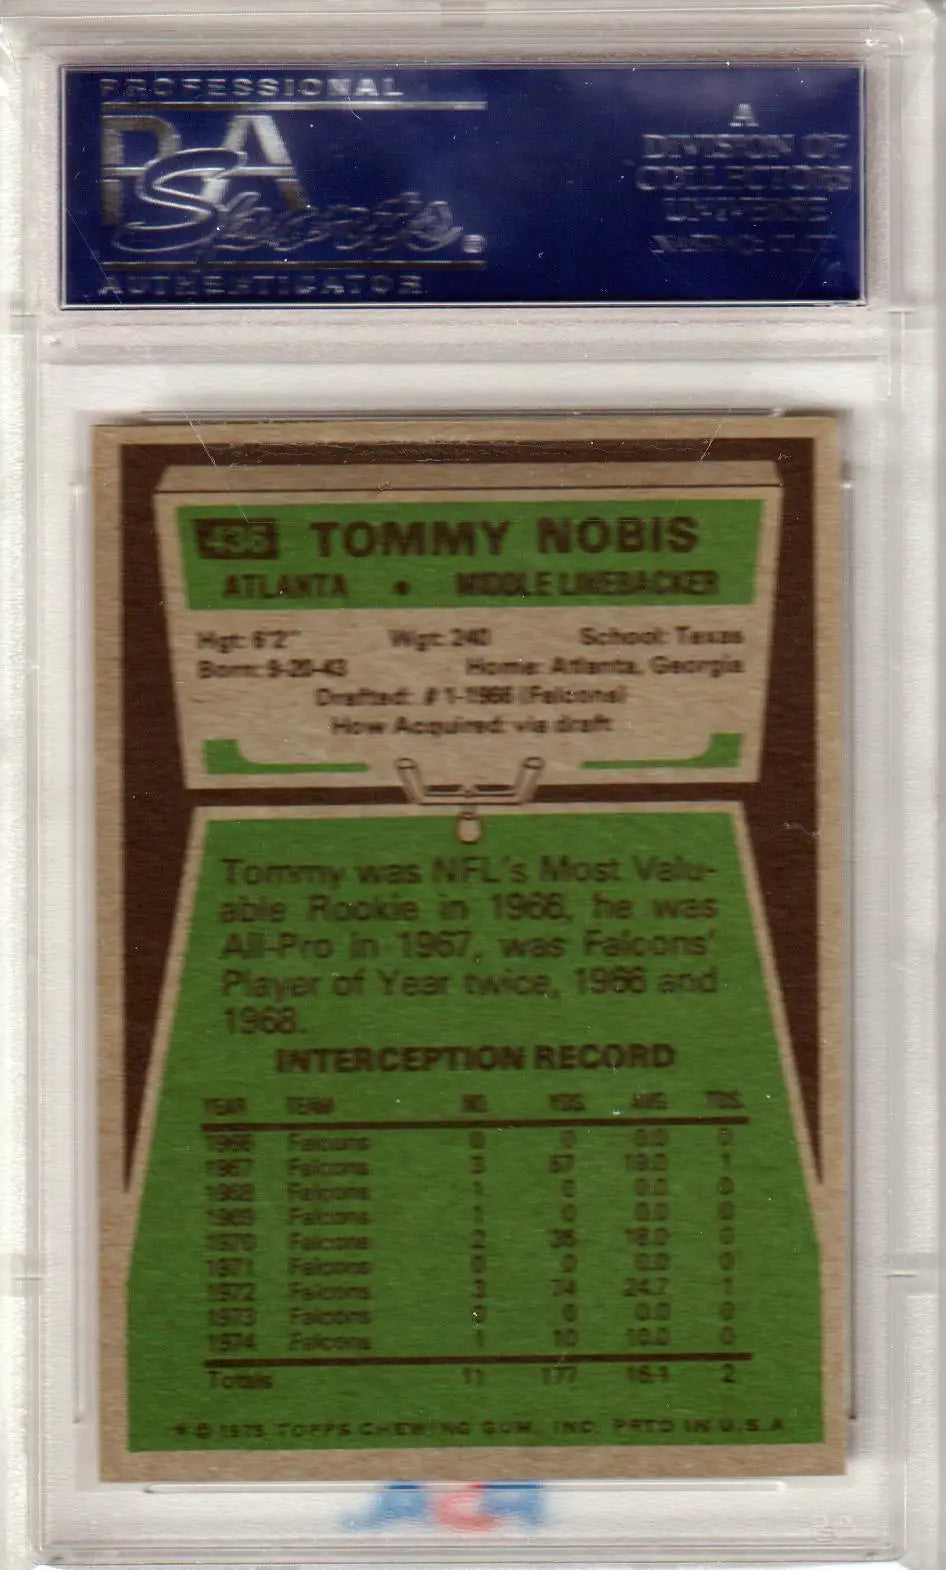 PROFESSIONAL
PSA
Sports
AUTHENTICATOR
A
DIVISION OF
COLLECTORS
UNIVERSE
436 TOMMY NOBIS
ATLANTA • MIDDLE LINEBACKER
Hgt: 6'2" Wgt: 240 School: Texas
Born: 9-20-43 Home: Atlanta, Georgia
Drafted: #1-1966 (Falcons)
How Acquired: via draft
Tommy was NFL's Most Valu-
able Rookie in 1966, he was
All-Pro in 1967, was Falcons'
Player of Year twice, 1966 and
1968.
INTERCEPTION RECORD
YEAR TEAM NO. YDS. AVG. TDS.
1966 Falcons 0 0 0.0 0
1967 Falcons 3 57 19.0 1
1968 Falcons 1 0 0.0 0
1969 Falcons 1 0 0.0 0
1970 Falcons 2 36 18.0 0
1971 Falcons 0 0 0.0 0
1972 Falcons 3 74 24.7 1
1973 Falcons 0 0 0.0 0
1974 Falcons 1 10 10.0 0
Totals 11 177 16.1 2
* © 1975 TOPPS CHEWING GUM, INC. PRTD IN U.S.A